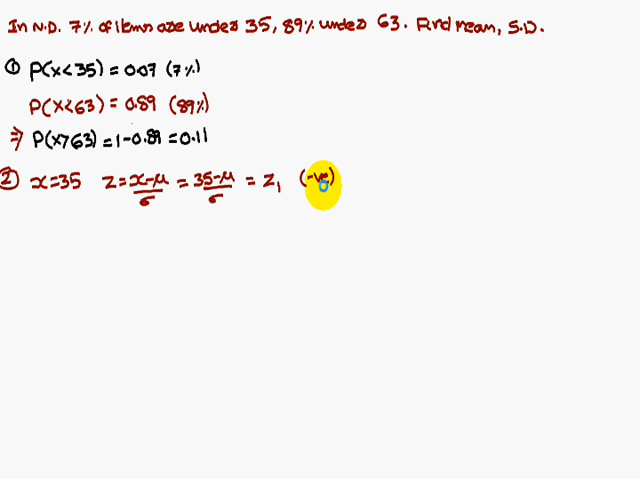 In N.D. 7% of items are under 35, 89% under 63. Find mean, S.D.
① P(x<35) = 0.07 (7%)
P(x<63) = 0.89 (89%)
⇒ P(x>63) = 1-0.89 = 0.11
② x=35 z = x-μ/σ = 35-μ/σ = z₁ (-ve)